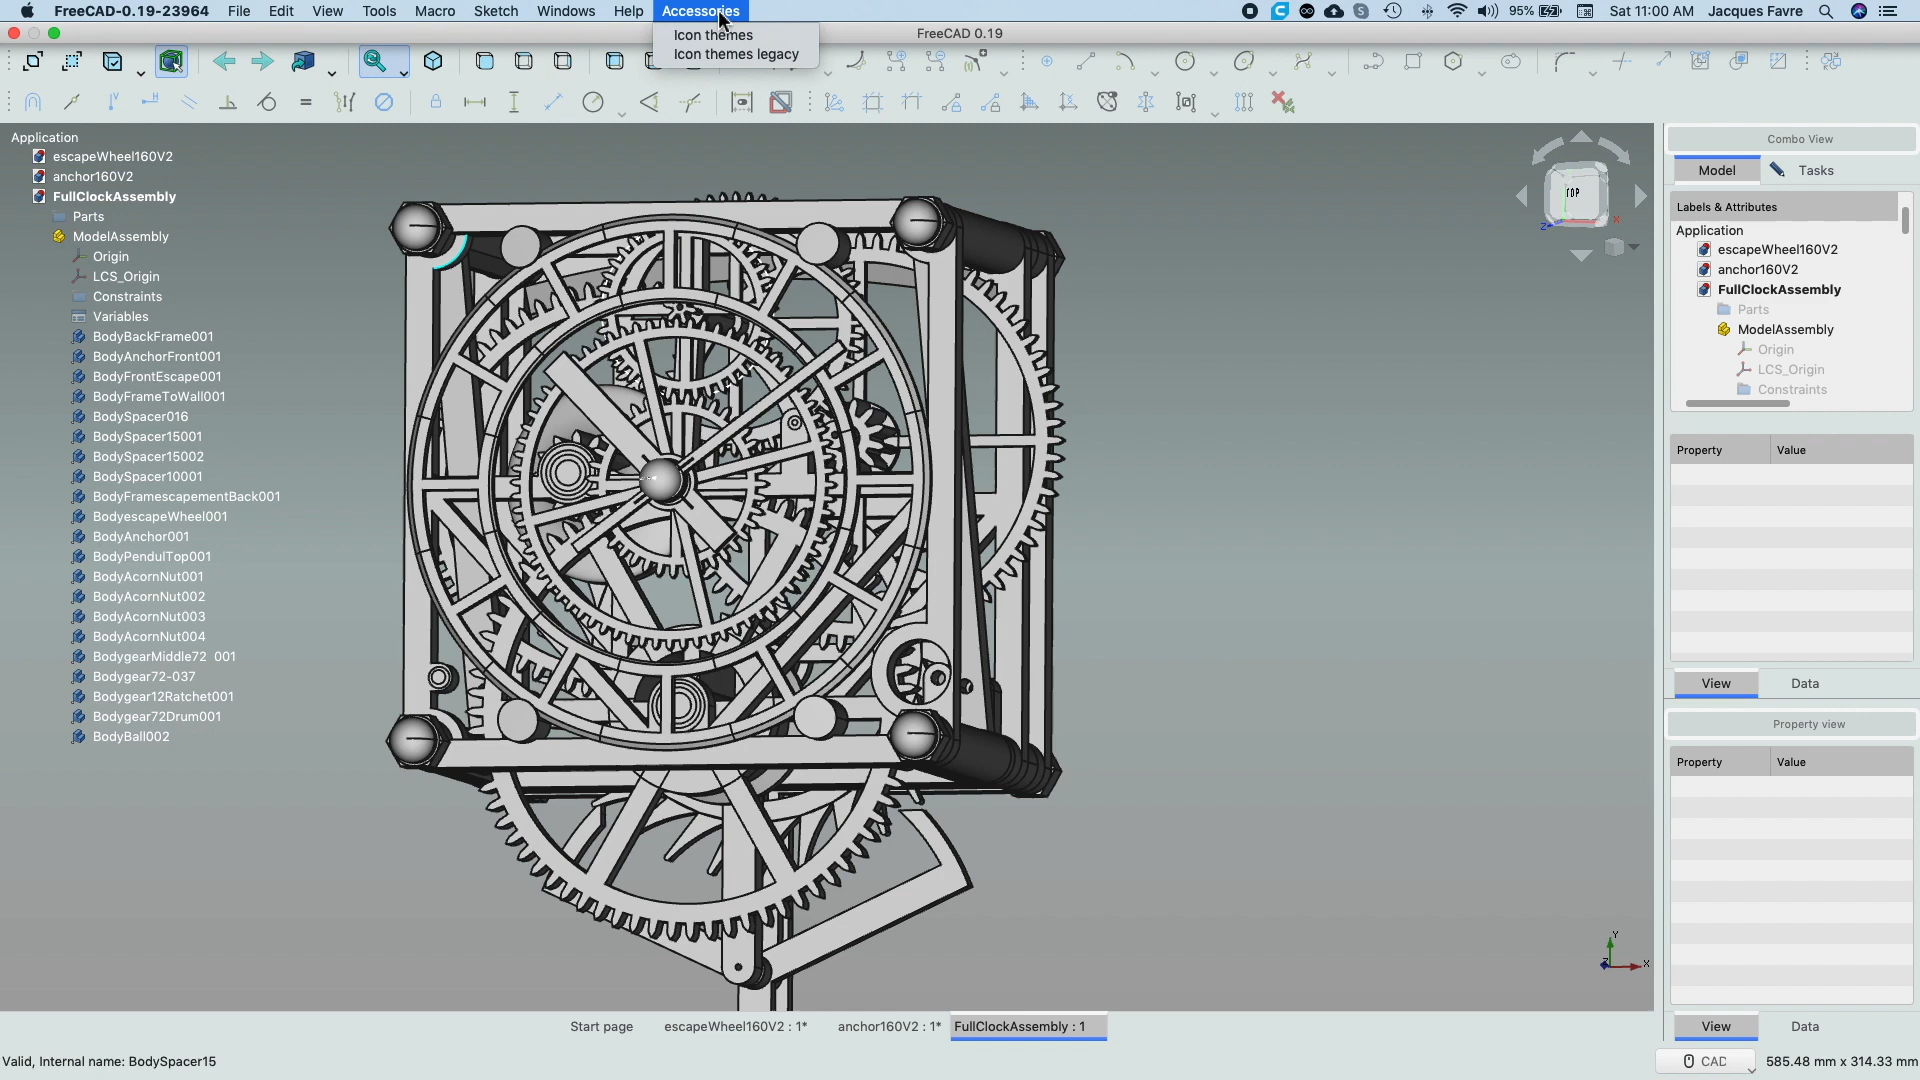 FreeCAD-0.19-23964 File Edit View Tools Macro Sketch Windows Help Accessories 95% Sat 11:00 AM Jacques Favre
FreeCAD 0.19
Icon themes
Icon themes legacy
Application
escapeWheel160V2
anchor160V2
FullClockAssembly
Parts
ModelAssembly
Origin
LCS_Origin
Constraints
Variables
BodyBackFrame001
BodyAnchorFront001
BodyFrontEscape001
BodyFrameToWall001
BodySpacer016
BodySpacer15001
BodySpacer15002
BodySpacer10001
BodyFramescapementBack001
BodyescapeWheel001
BodyAnchor001
BodyPendulTop001
BodyAcornNut001
BodyAcornNut002
BodyAcornNut003
BodyAcornNut004
BodygearMiddle72_001
Bodygear72-037
Bodygear12Ratchet001
Bodygear72Drum001
BodyBall002
TOP
X
Z
Y
X
Z
Combo View
Model Tasks
Labels & Attributes
Application
escapeWheel160V2
anchor160V2
FullClockAssembly
Parts
ModelAssembly
Origin
LCS_Origin
Constraints
Property Value
View Data
Property view
Property Value
View Data
Start page escapeWheel160V2 : 1* anchor160V2 : 1* FullClockAssembly : 1
Valid, Internal name: BodySpacer15
CAD 585.48 mm x 314.33 mm